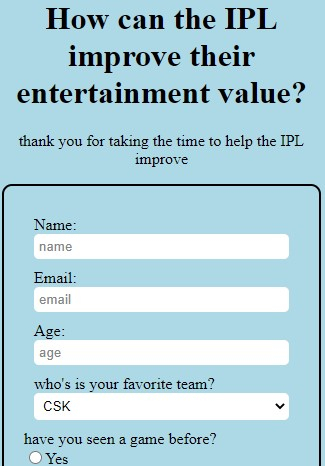 How can the IPL
improve their
entertainment value?
thank you for taking the time to help the IPL
improve
Name:
name
Email:
email
Age:
age
who's is your favorite team?
CSK
have you seen a game before?
Yes